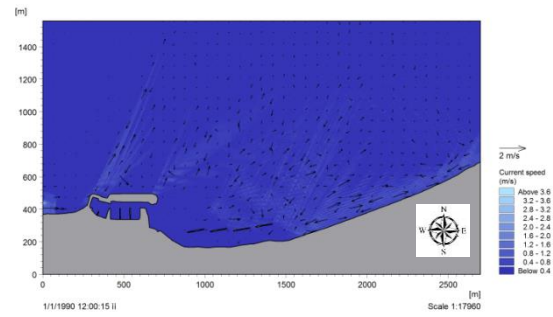 [m]
1400
1200
1000
800
600
400
200
0
0 500 1000 1500 2000 2500
[m]
1/1/1990 12:00:15 ii
Scale 1:17960
N
W E
S
2 m/s
Current speed
(m/s)
Above 3.6
3.2 - 3.6
2.8 - 3.2
2.4 - 2.8
2.0 - 2.4
1.6 - 2.0
1.2 - 1.6
0.8 - 1.2
0.4 - 0.8
Below 0.4